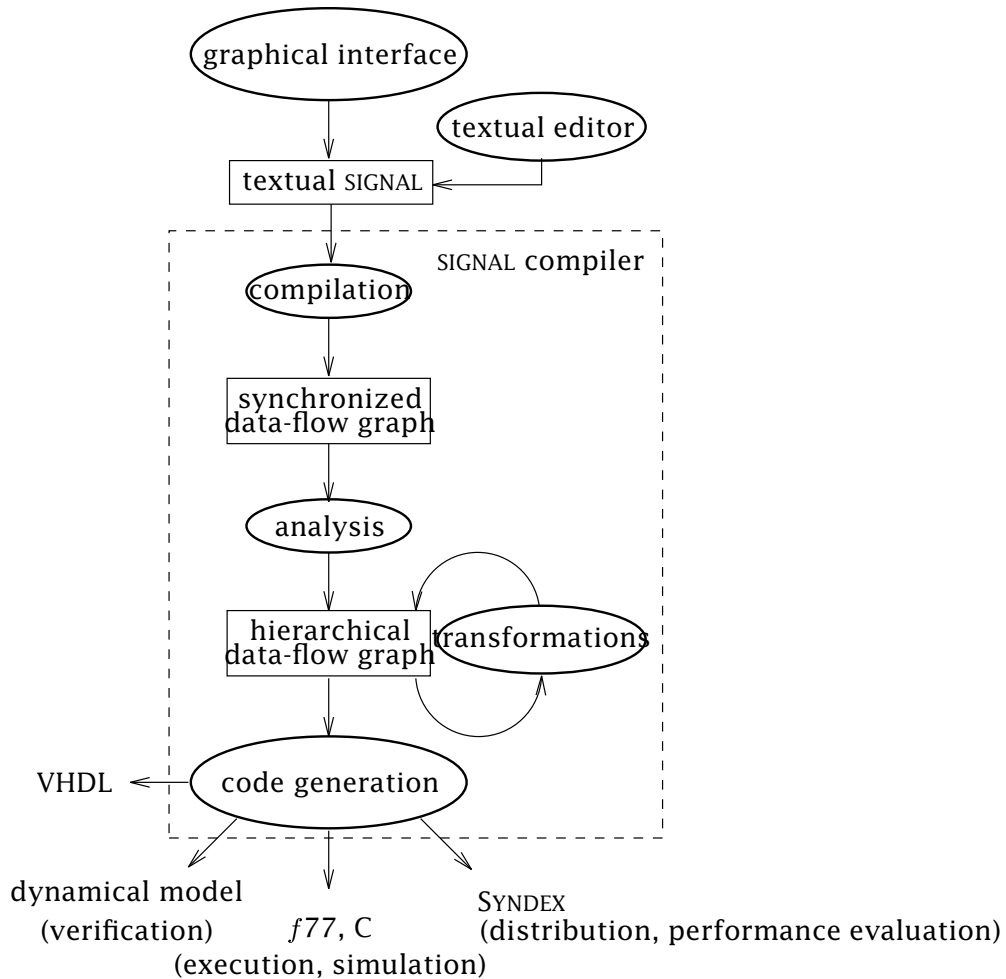 graphical interface
textual editor
textual SIGNAL
SIGNAL compiler
compilation
synchronized
data-flow graph
analysis
hierarchical
data-flow graph
transformations
VHDL
code generation
dynamical model
(verification)
f77, C
(execution, simulation)
SYNDEX
(distribution, performance evaluation)